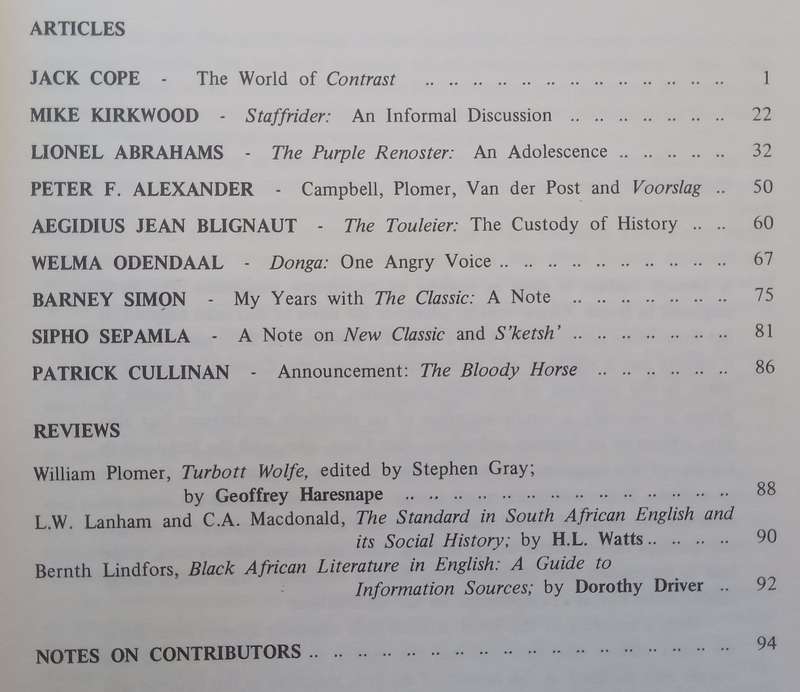 ARTICLES
JACK COPE - The World of Contrast .. .. .. .. .. .. .. .. .. .. .. .. .. 1
MIKE KIRKWOOD - Staffrider: An Informal Discussion .. .. .. .. .. .. .. 22
LIONEL ABRAHAMS - The Purple Renoster: An Adolescence .. .. .. .. .. 32
PETER F. ALEXANDER - Campbell, Plomer, Van der Post and Voorslag .. 50
AEGIDIUS JEAN BLIGNAUT - The Touleier: The Custody of History .. .. 60
WELMA ODENDAAL - Donga: One Angry Voice .. .. .. .. .. .. .. .. .. .. 67
BARNEY SIMON - My Years with The Classic: A Note .. .. .. .. .. .. .. 75
SIPHO SEPAMLA - A Note on New Classic and S'ketsh' .. .. .. .. .. .. .. 81
PATRICK CULLINAN - Announcement: The Bloody Horse .. .. .. .. .. .. 86
REVIEWS
William Plomer, Turbott Wolfe, edited by Stephen Gray;
by Geoffrey Haresnape .. .. .. .. .. .. .. .. .. .. .. .. .. .. 88
L.W. Lanham and C.A. Macdonald, The Standard in South African English and
its Social History; by H.L. Watts .. .. .. .. 90
Bernth Lindfors, Black African Literature in English: A Guide to
Information Sources; by Dorothy Driver .. 92
NOTES ON CONTRIBUTORS .. .. .. .. .. .. .. .. .. .. .. .. .. .. .. .. .. .. 94